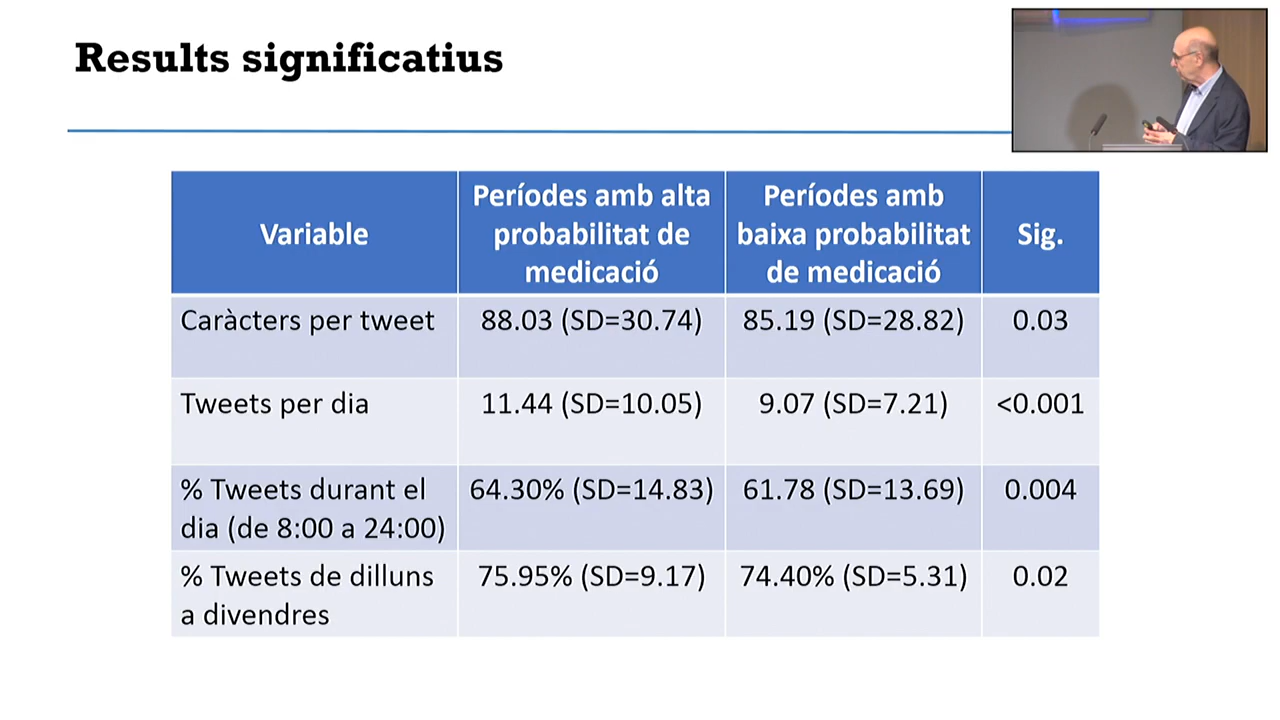 Results significatius
Variable
Períodes amb alta
probabilitat de
medicació
Períodes amb
baixa probabilitat
de medicació
Sig.
Caràcters per tweet
88.03 (SD=30.74)
85.19 (SD=28.82)
0.03
Tweets per dia
11.44 (SD=10.05)
9.07 (SD=7.21)
<0.001
% Tweets durant el
dia (de 8:00 a 24:00)
64.30% (SD=14.83)
61.78 (SD=13.69)
0.004
% Tweets de dilluns
a divendres
75.95% (SD=9.17)
74.40% (SD=5.31)
0.02